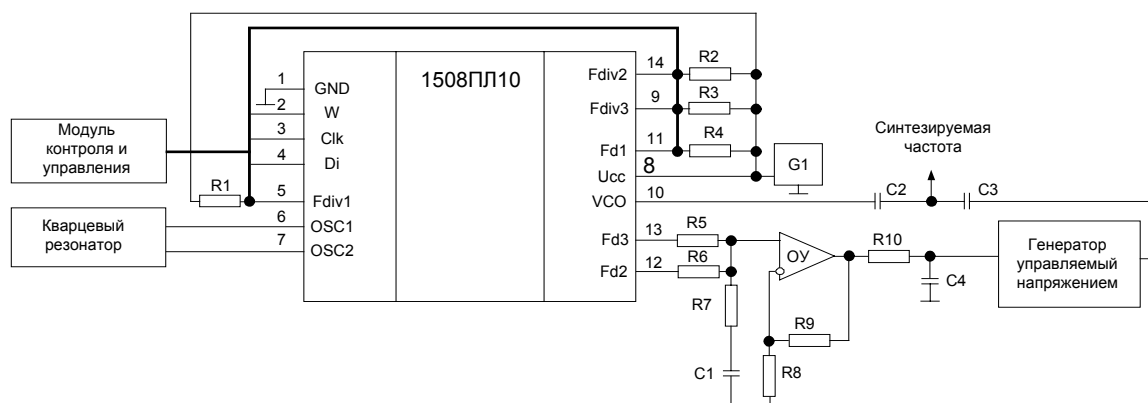 1508ПЛ10
1
GND
2
W
3
Clk
4
Di
5
Fdiv1
6
OSC1
7
OSC2
Модуль
контроля и
управления
R1
Кварцевый
резонатор
Fdiv2
14
R2
Fdiv3
9
R3
Fd1
11
R4
Ucc
8
G1
VCO
10
Fd3
13
R5
Fd2
12
R6
R7
C1
ОУ
R9
R8
R10
C4
C2
C3
Синтезируемая
частота
Генератор
управляемый
напряжением